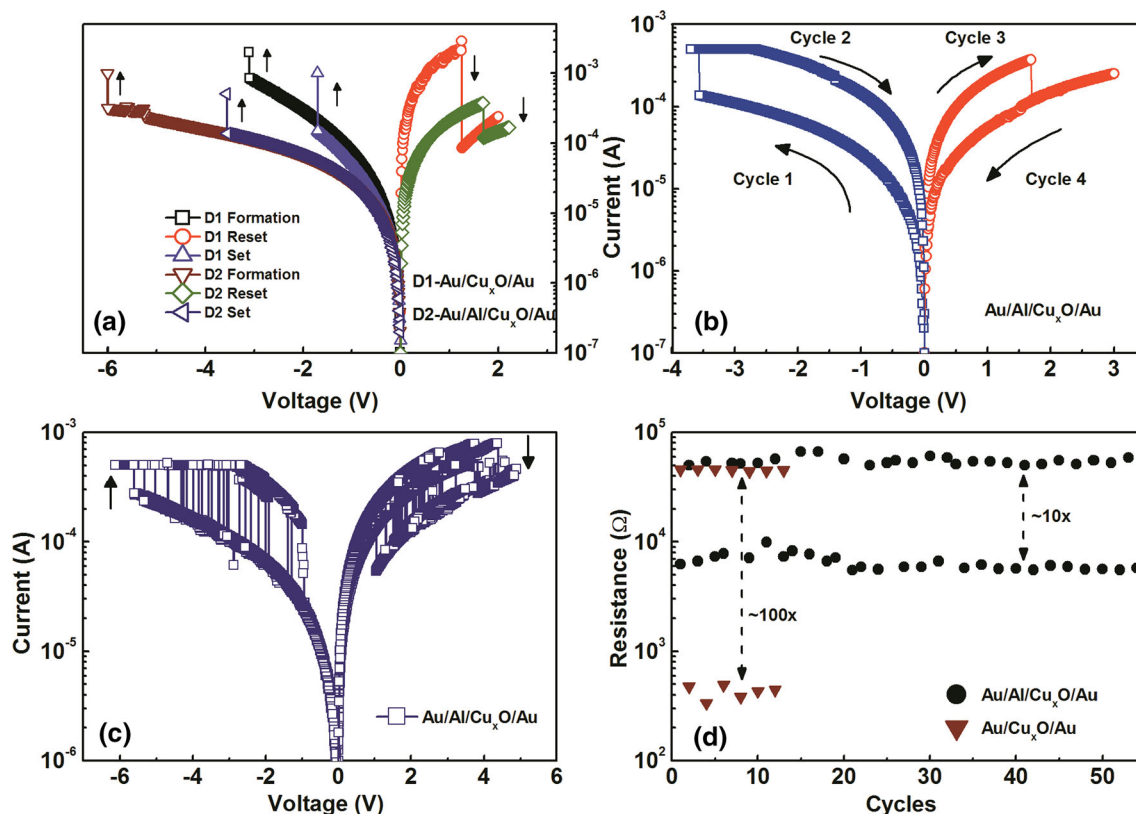 10⁻³
10⁻⁴
10⁻⁵
10⁻⁶
10⁻⁷
Current (A)
D1 Formation
D1 Reset
D1 Set
D2 Formation
D2 Reset
D2 Set
D1-Au/CuₓO/Au
D2-Au/Al/CuₓO/Au
(a)
-6 -4 -2 0 2
Voltage (V)
10⁻³
10⁻⁴
10⁻⁵
10⁻⁶
10⁻⁷
Cycle 2
Cycle 3
Cycle 1
Cycle 4
(b)
Au/Al/CuₓO/Au
-4 -3 -2 -1 0 1 2 3
Voltage (V)
10⁻³
10⁻⁴
10⁻⁵
10⁻⁶
Current (A)
Au/Al/CuₓO/Au
(c)
-6 -4 -2 0 2 4 6
Voltage (V)
10⁵
10⁴
10³
10²
Resistance (Ω)
~10x
~100x
Au/Al/CuₓO/Au
Au/CuₓO/Au
(d)
0 10 20 30 40 50
Cycles